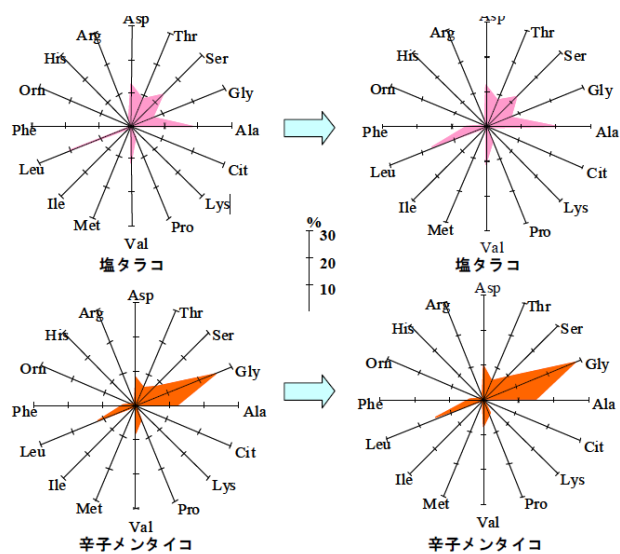 Asp
Thr
Ser
Gly
Ala
Cit
Lys
Pro
Val
Met
Ile
Leu
Phe
Orn
His
Arg
塩タラコ
Asp
Thr
Ser
Gly
Ala
Cit
Lys
Pro
Val
Met
Ile
Leu
Phe
Orn
His
Arg
塩タラコ
%
30
20
10
Asp
Thr
Ser
Gly
Ala
Cit
Lys
Pro
Val
Met
Ile
Leu
Phe
Orn
His
Arg
辛子メンタイコ
Asp
Thr
Ser
Gly
Ala
Cit
Lys
Pro
Val
Met
Ile
Leu
Phe
Orn
His
Arg
辛子メンタイコ